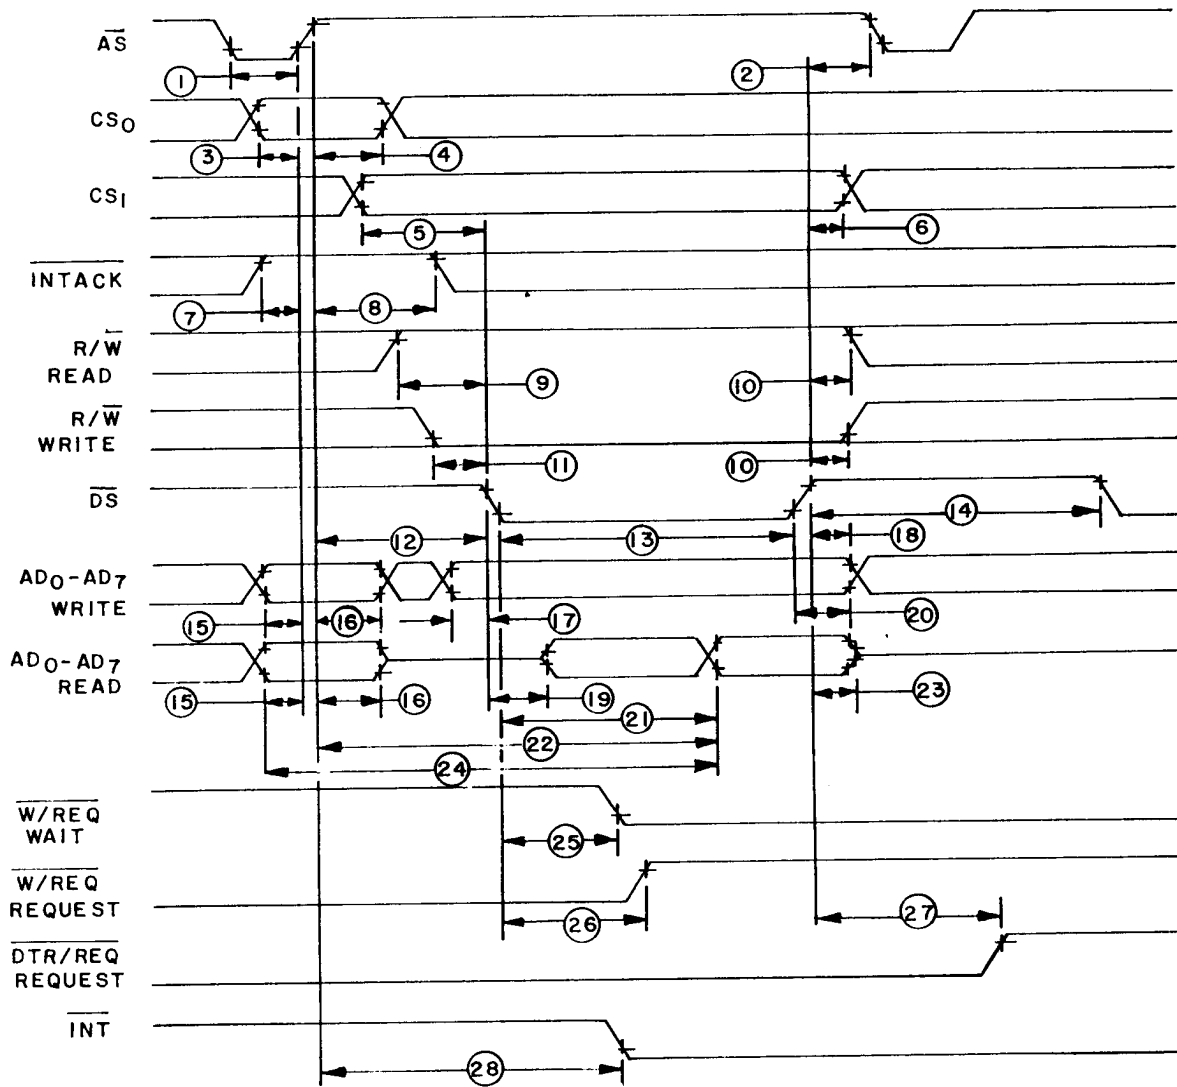 AS
1
2
CS0
3
4
CS1
5
6
INTACK
7
8
R/W
READ
9
10
R/W
WRITE
11
10
DS
12
13
14
18
AD0-AD7
WRITE
15
16
17
20
AD0-AD7
READ
15
16
19
23
21
22
24
W/REQ
WAIT
25
W/REQ
REQUEST
26
27
DTR/REQ
REQUEST
INT
28